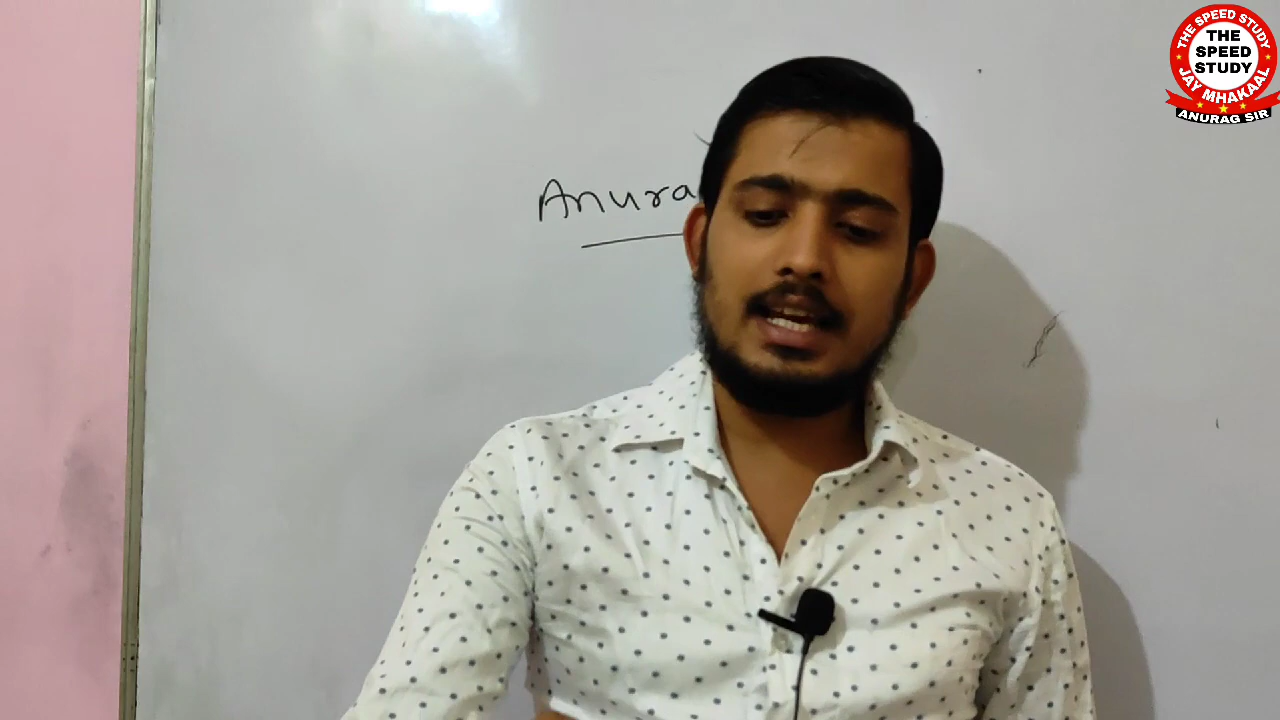 THE SPEED STUDY
THE
SPEED
STUDY
JAY MHAKAAL
ANURAG SIR
Anura